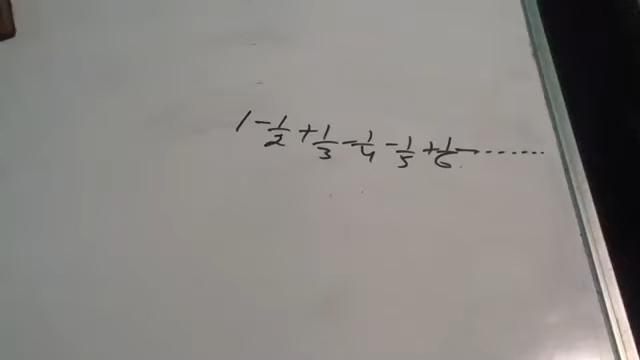 1 - 1/2 + 1/3 - 1/4 - 1/5 + 1/6 - ......